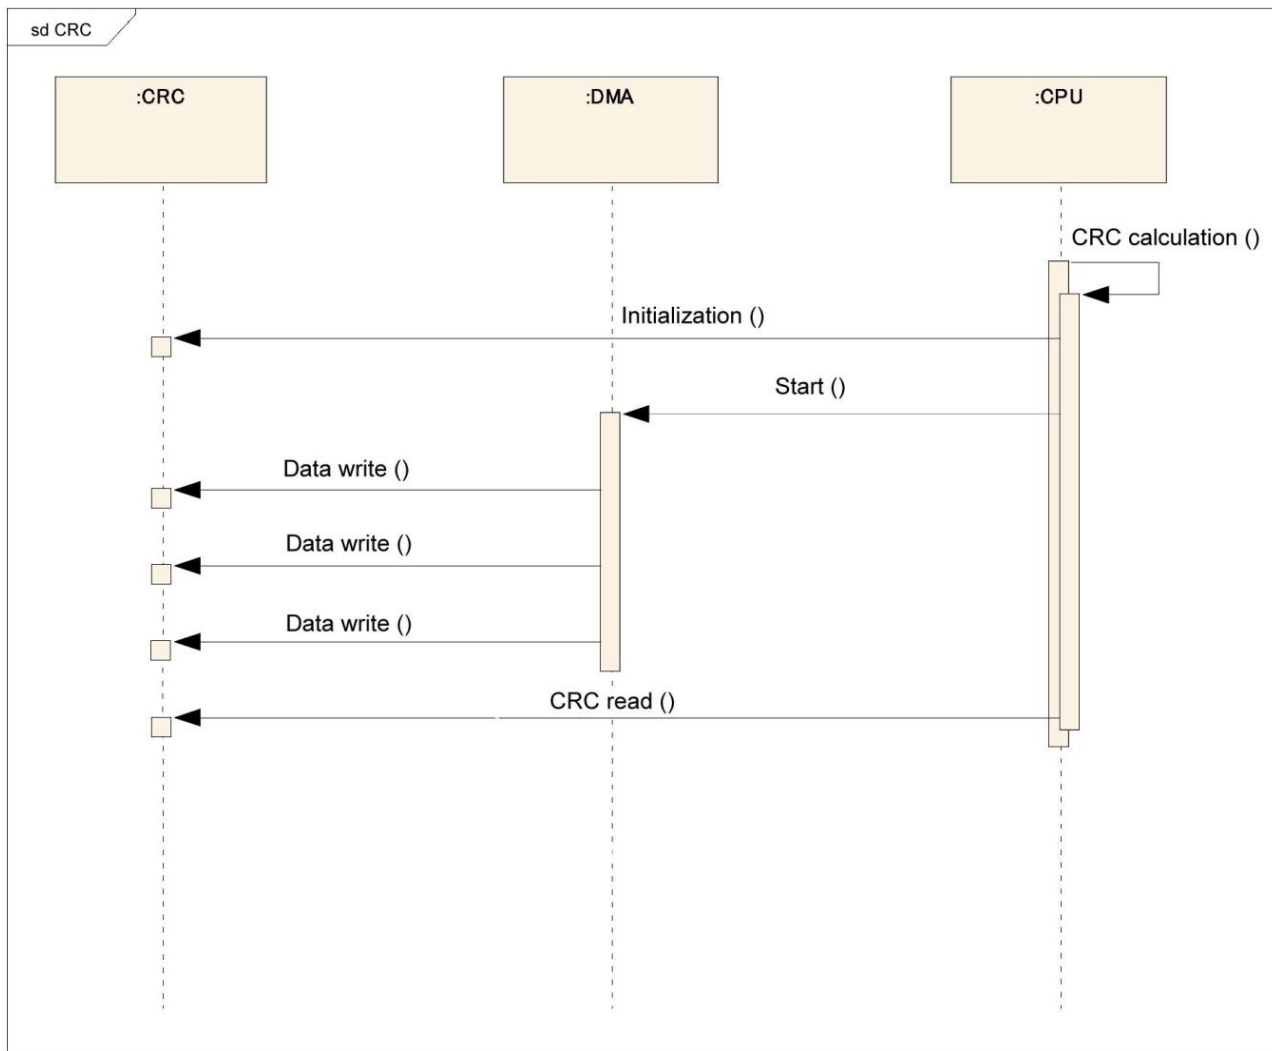 sd CRC
:CRC
:DMA
:CPU
CRC calculation ()
Initialization ()
Start ()
Data write ()
Data write ()
Data write ()
CRC read ()